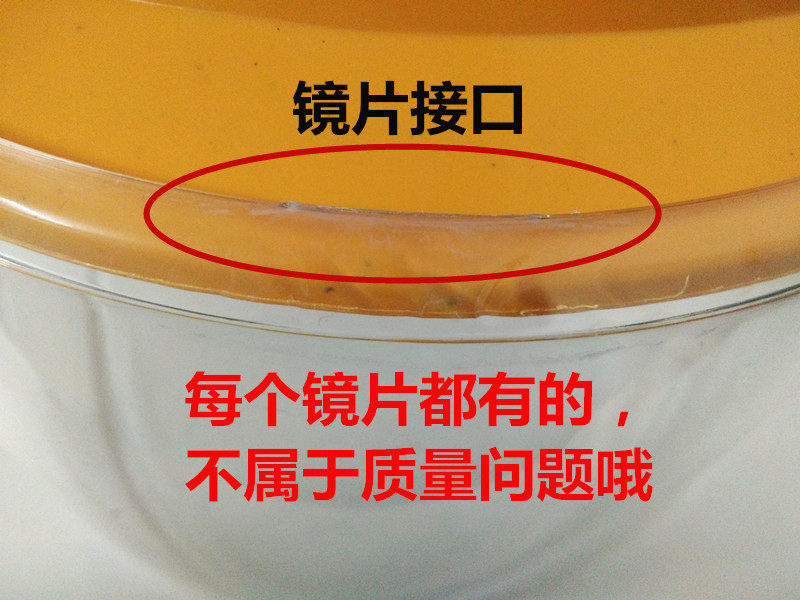 镜片接口
每个镜片都有的，
不属于质量问题哦